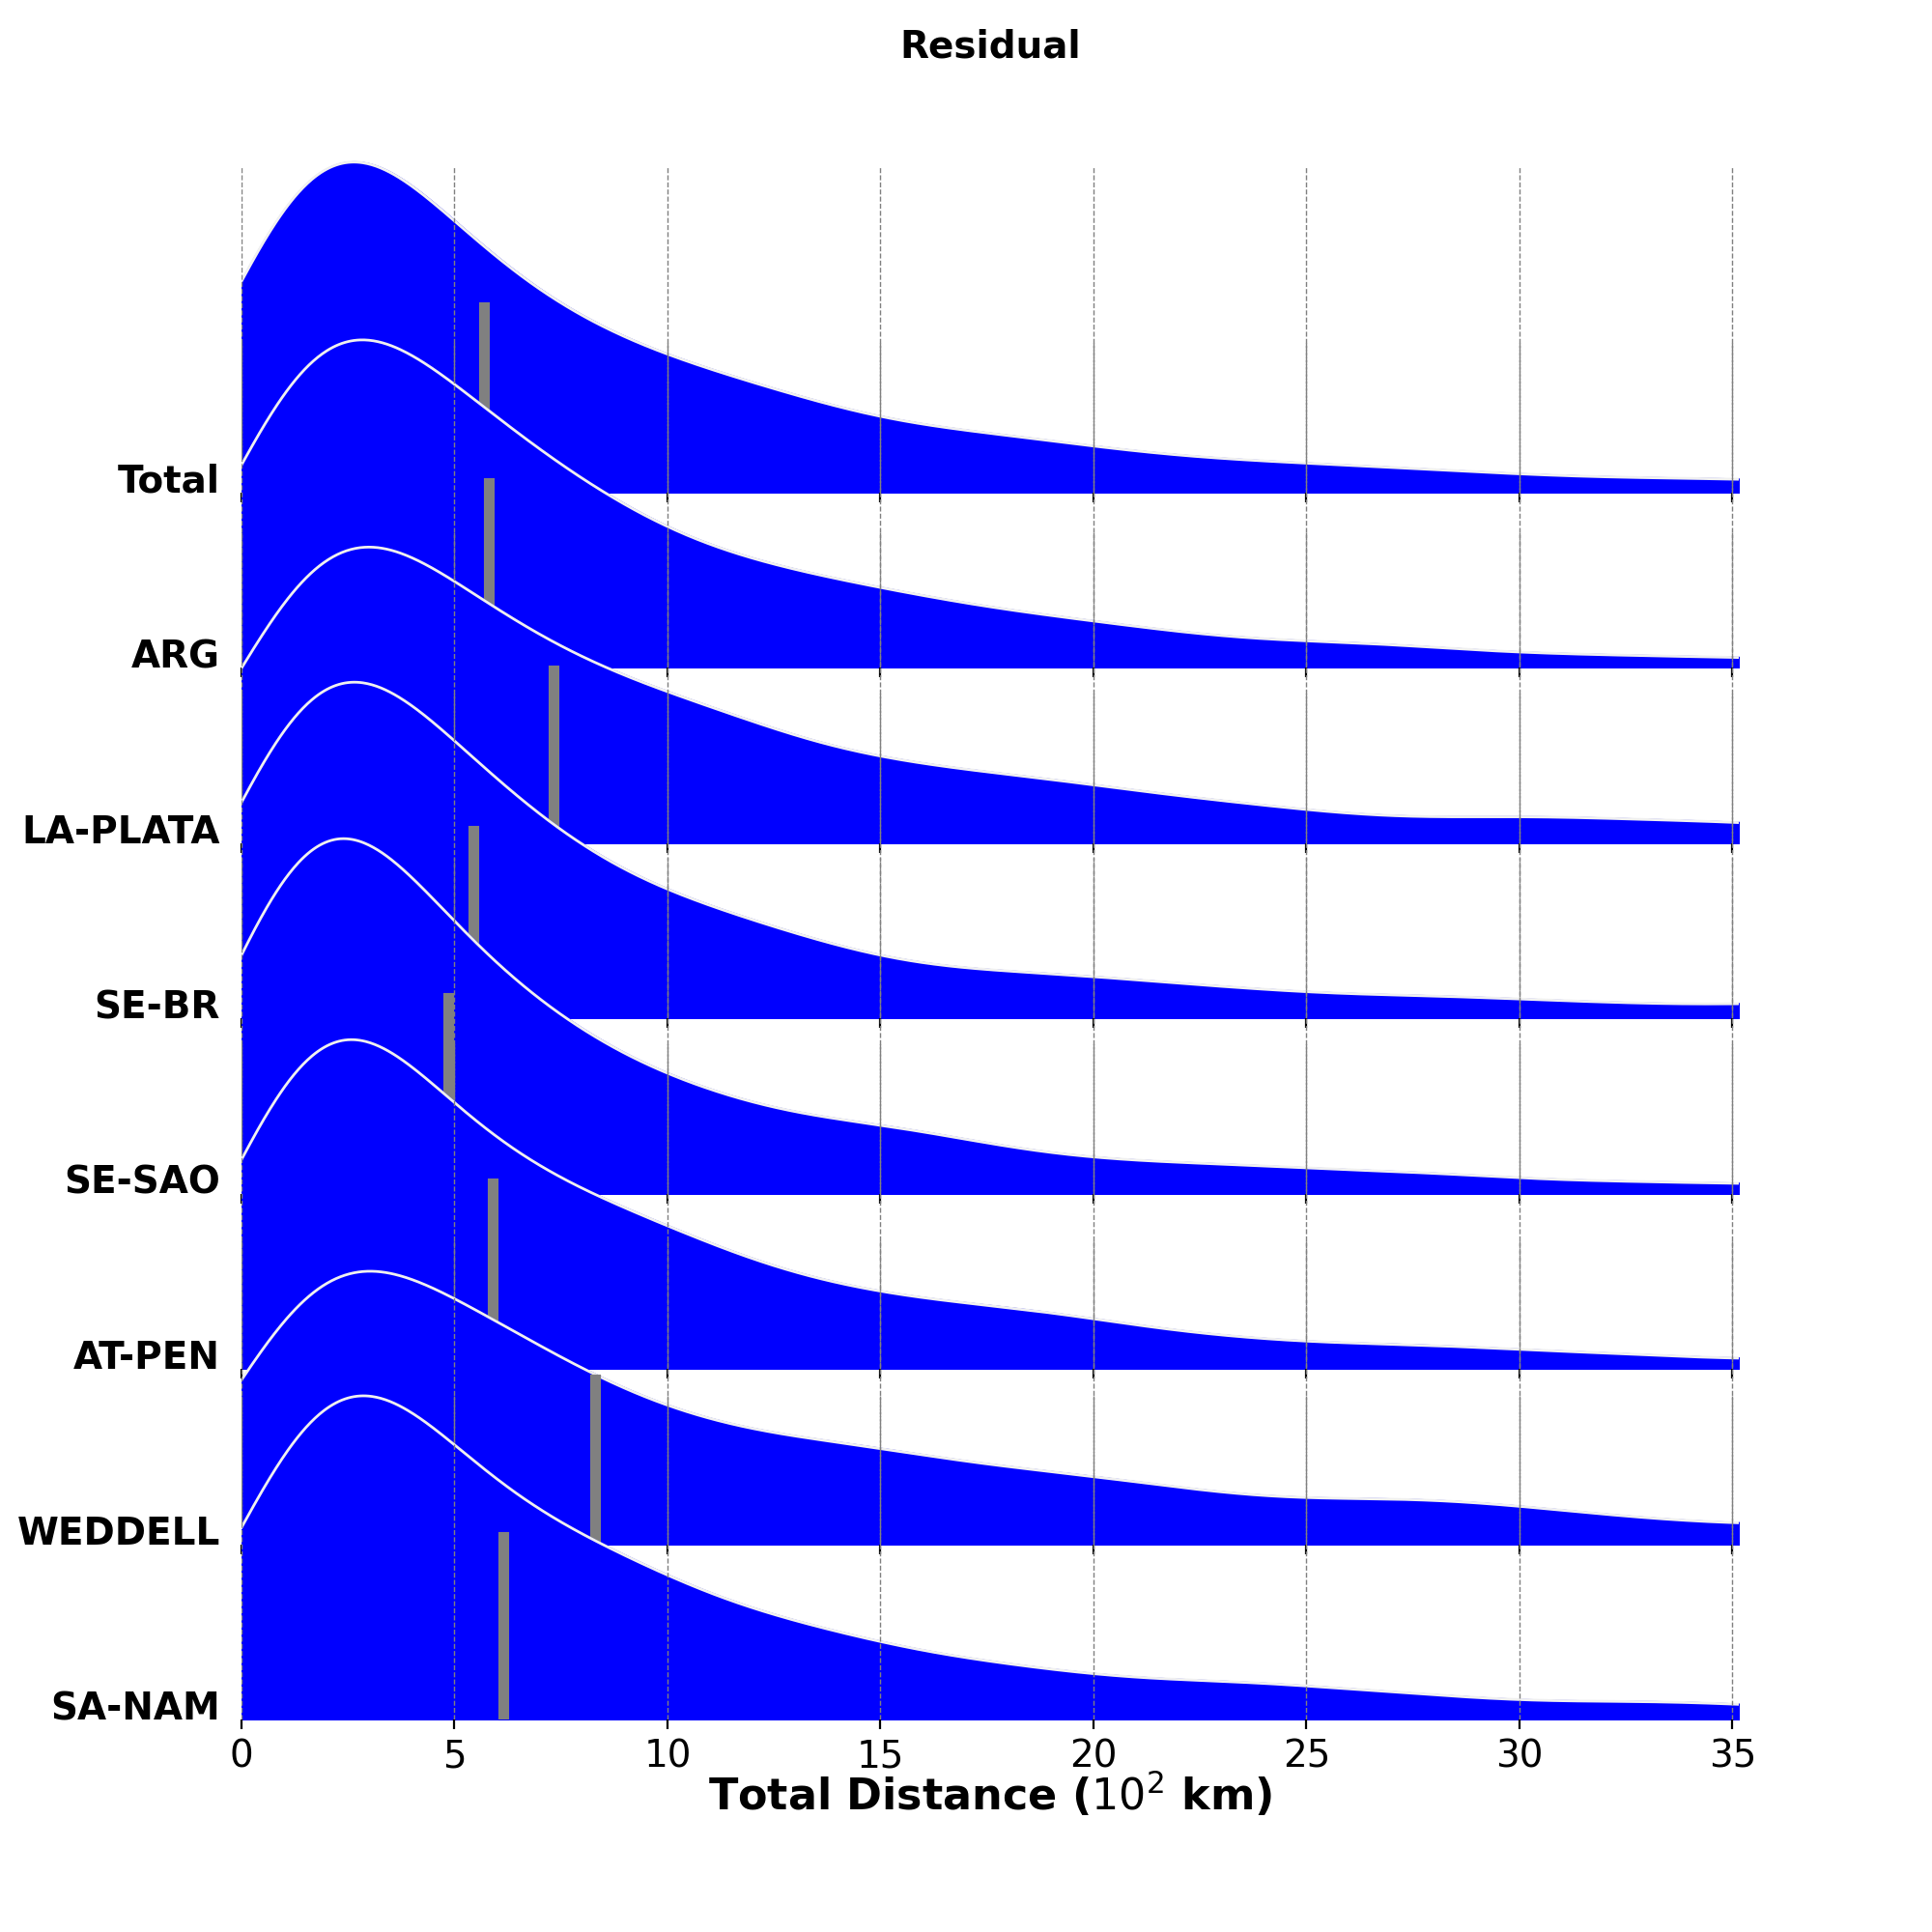 Residual
Total
ARG
LA-PLATA
SE-BR
SE-SAO
AT-PEN
WEDDELL
SA-NAM
0 5 10 15 20 25 30 35
Total Distance (10² km)